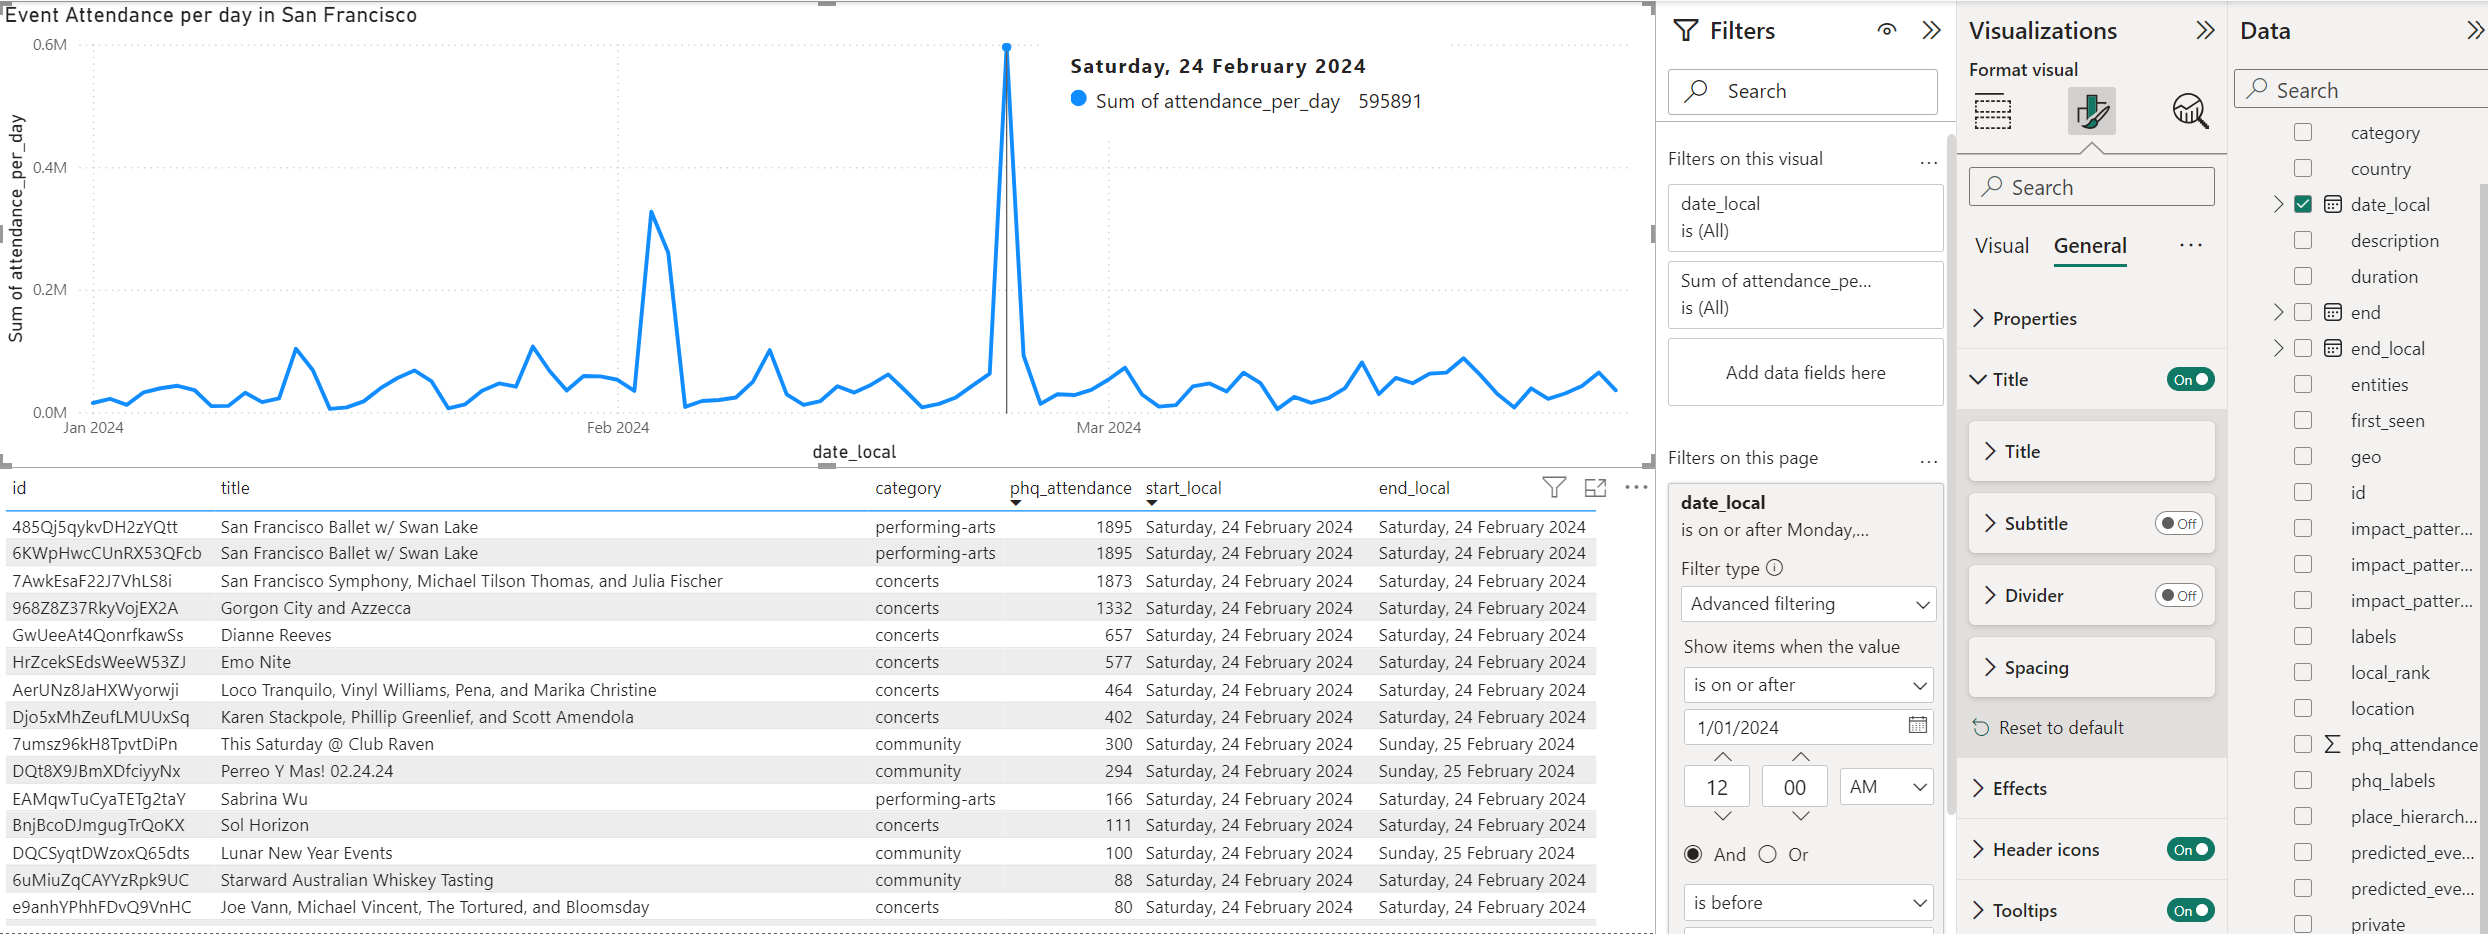 Event Attendance per day in San Francisco
0.6M
0.4M
0.2M
0.0M
Sum of attendance_per_day
Saturday, 24 February 2024
Sum of attendance_per_day 595891
Jan 2024 Feb 2024 Mar 2024
date_local
id title category phq_attendance start_local end_local
485Qj5qykvDH2zYQtt San Francisco Ballet w/ Swan Lake performing-arts 1895 Saturday, 24 February 2024 Saturday, 24 February 2024
6KWpHwcCUnRX53QFcb San Francisco Ballet w/ Swan Lake performing-arts 1895 Saturday, 24 February 2024 Saturday, 24 February 2024
7AwkEsaF22J7VhLS8i San Francisco Symphony, Michael Tilson Thomas, and Julia Fischer concerts 1873 Saturday, 24 February 2024 Saturday, 24 February 2024
968Z8Z37RkyVojEX2A Gorgon City and Azzecca concerts 1332 Saturday, 24 February 2024 Saturday, 24 February 2024
GwUeeAt4QonrfkawSs Dianne Reeves concerts 657 Saturday, 24 February 2024 Saturday, 24 February 2024
HrZcekSEdsWeeW53ZJ Emo Nite concerts 577 Saturday, 24 February 2024 Saturday, 24 February 2024
AerUNz8JaHXWyorwji Loco Tranquilo, Vinyl Williams, Pena, and Marika Christine concerts 464 Saturday, 24 February 2024 Saturday, 24 February 2024
Djo5xMhZeufLMUUxSq Karen Stackpole, Phillip Greenlief, and Scott Amendola concerts 402 Saturday, 24 February 2024 Saturday, 24 February 2024
7umsz96kH8TpvtDiPn This Saturday @ Club Raven community 300 Saturday, 24 February 2024 Sunday, 25 February 2024
DQt8X9JBmXDfciyyNx Perreo Y Mas! 02.24.24 community 294 Saturday, 24 February 2024 Sunday, 25 February 2024
EAMqwTuCyaTETg2taY Sabrina Wu performing-arts 166 Saturday, 24 February 2024 Saturday, 24 February 2024
BnjBcoDJmgugTrQoKX Sol Horizon concerts 111 Saturday, 24 February 2024 Saturday, 24 February 2024
DQCSyqtDWzoxQ65dts Lunar New Year Events community 100 Saturday, 24 February 2024 Sunday, 25 February 2024
6uMiuZqCAYYzRpk9UC Starward Australian Whiskey Tasting community 88 Saturday, 24 February 2024 Saturday, 24 February 2024
e9anhYPhhFDvQ9VnHC Joe Vann, Michael Vincent, The Tortured, and Bloomsday concerts 80 Saturday, 24 February 2024 Saturday, 24 February 2024
Filters
Search
Filters on this visual ...
date_local
is (All)
Sum of attendance_pe...
is (All)
Add data fields here
Filters on this page ...
date_local
is on or after Monday,...
Filter type
Advanced filtering
Show items when the value
is on or after
1/01/2024
12 00 AM
And Or
is before
Visualizations
Format visual
Search
Visual General ...
Properties
Title On
Title
Subtitle Off
Divider Off
Spacing
Reset to default
Effects
Header icons On
Tooltips On
Data
Search
category
country
date_local
description
duration
end
end_local
entities
first_seen
geo
id
impact_patter...
impact_patter...
impact_patter...
labels
local_rank
location
phq_attendance
phq_labels
place_hierarch...
predicted_eve...
predicted_eve...
private